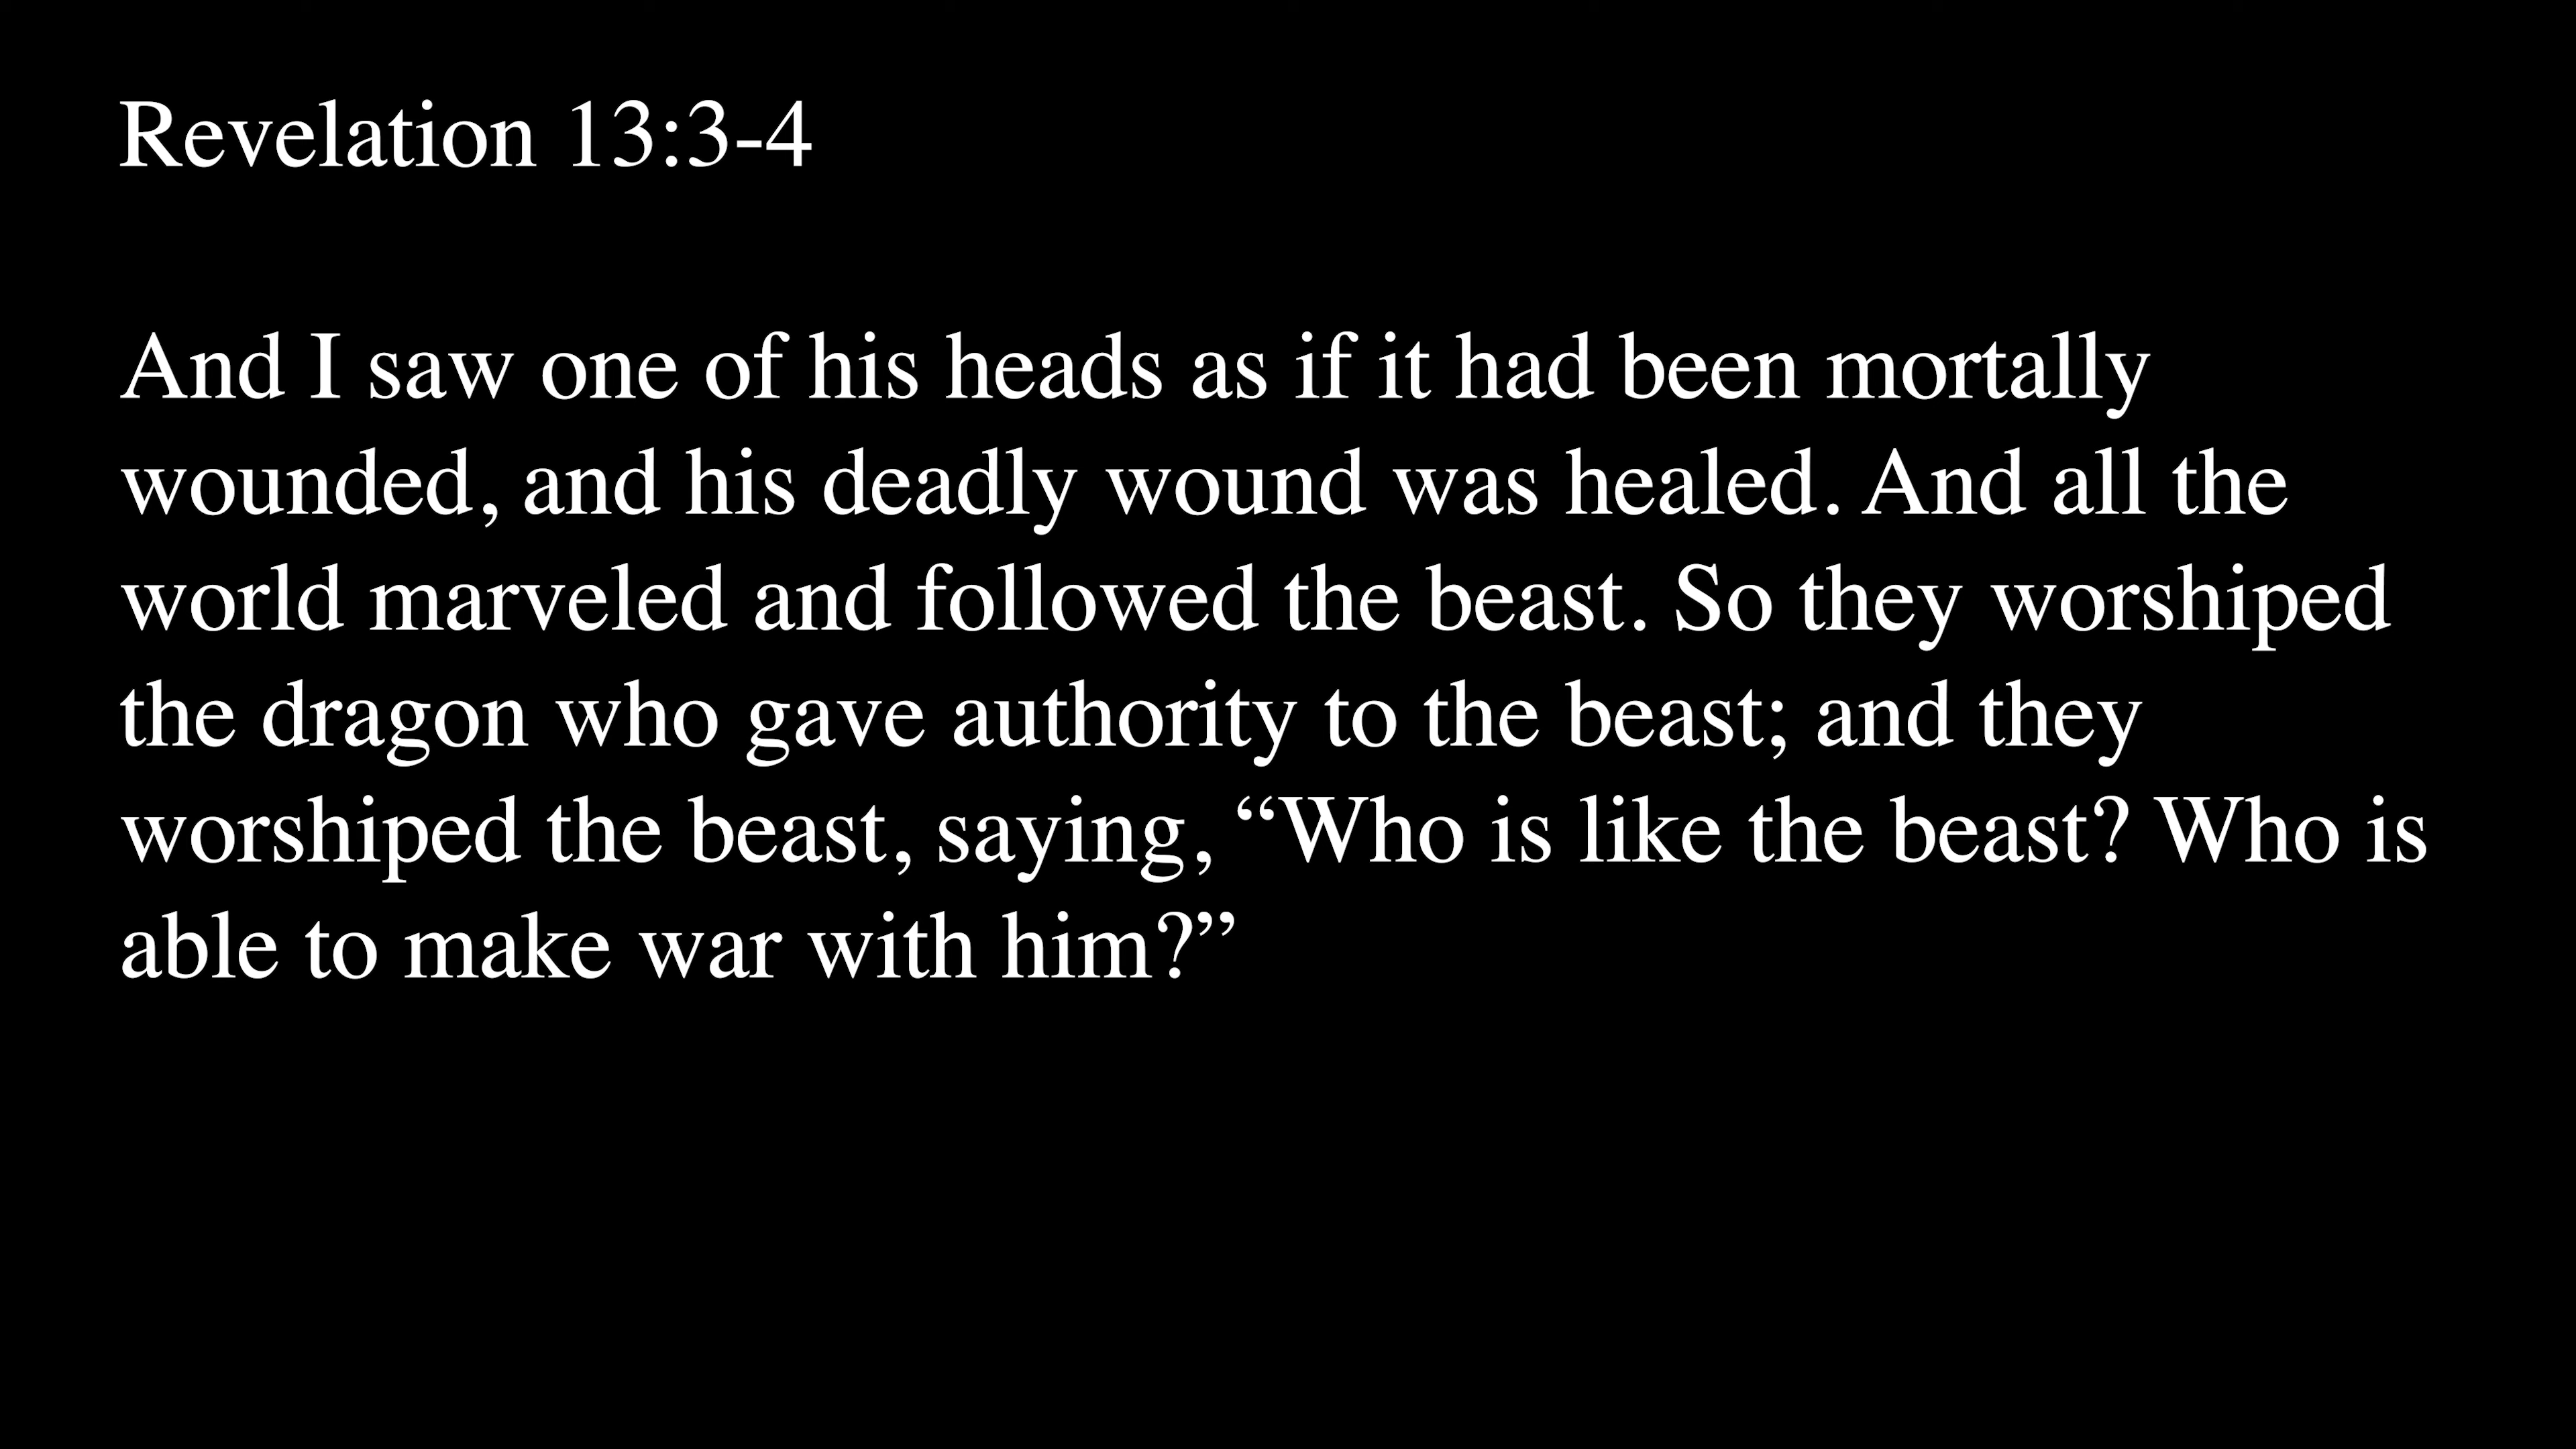 Revelation 13:3-4
And I saw one of his heads as if it had been mortally
wounded, and his deadly wound was healed. And all the
world marveled and followed the beast. So they worshiped
the dragon who gave authority to the beast; and they
worshiped the beast, saying, “Who is like the beast? Who is
able to make war with him?”